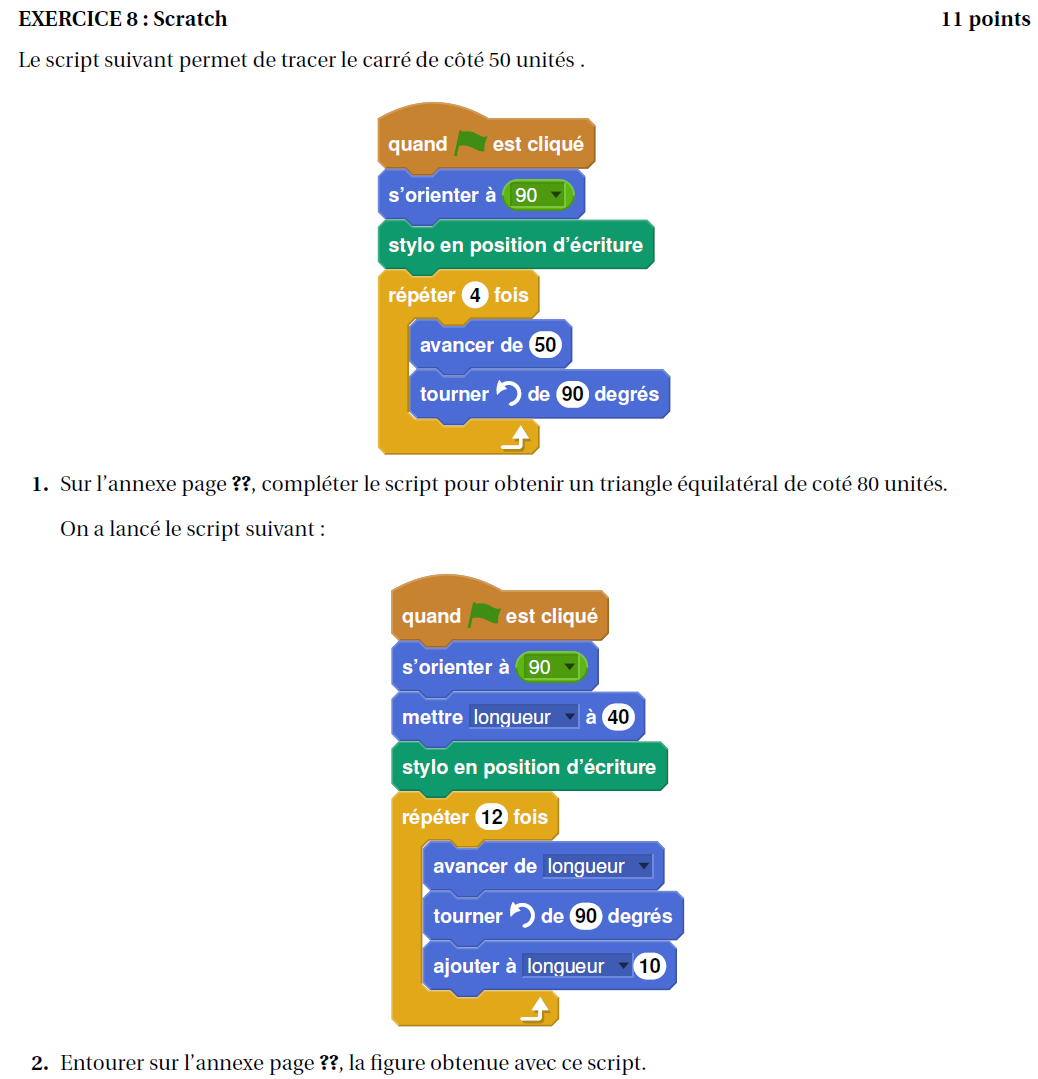 EXERCICE 8 : Scratch 11 points
Le script suivant permet de tracer le carré de côté 50 unités .
quand est cliqué
s'orienter à 90
stylo en position d'écriture
répéter 4 fois
avancer de 50
tourner de 90 degrés
1. Sur l'annexe page ??, compléter le script pour obtenir un triangle équilatéral de coté 80 unités.
On a lancé le script suivant :
quand est cliqué
s'orienter à 90
mettre longueur à 40
stylo en position d'écriture
répéter 12 fois
avancer de longueur
tourner de 90 degrés
ajouter à longueur 10
2. Entourer sur l'annexe page ??, la figure obtenue avec ce script.